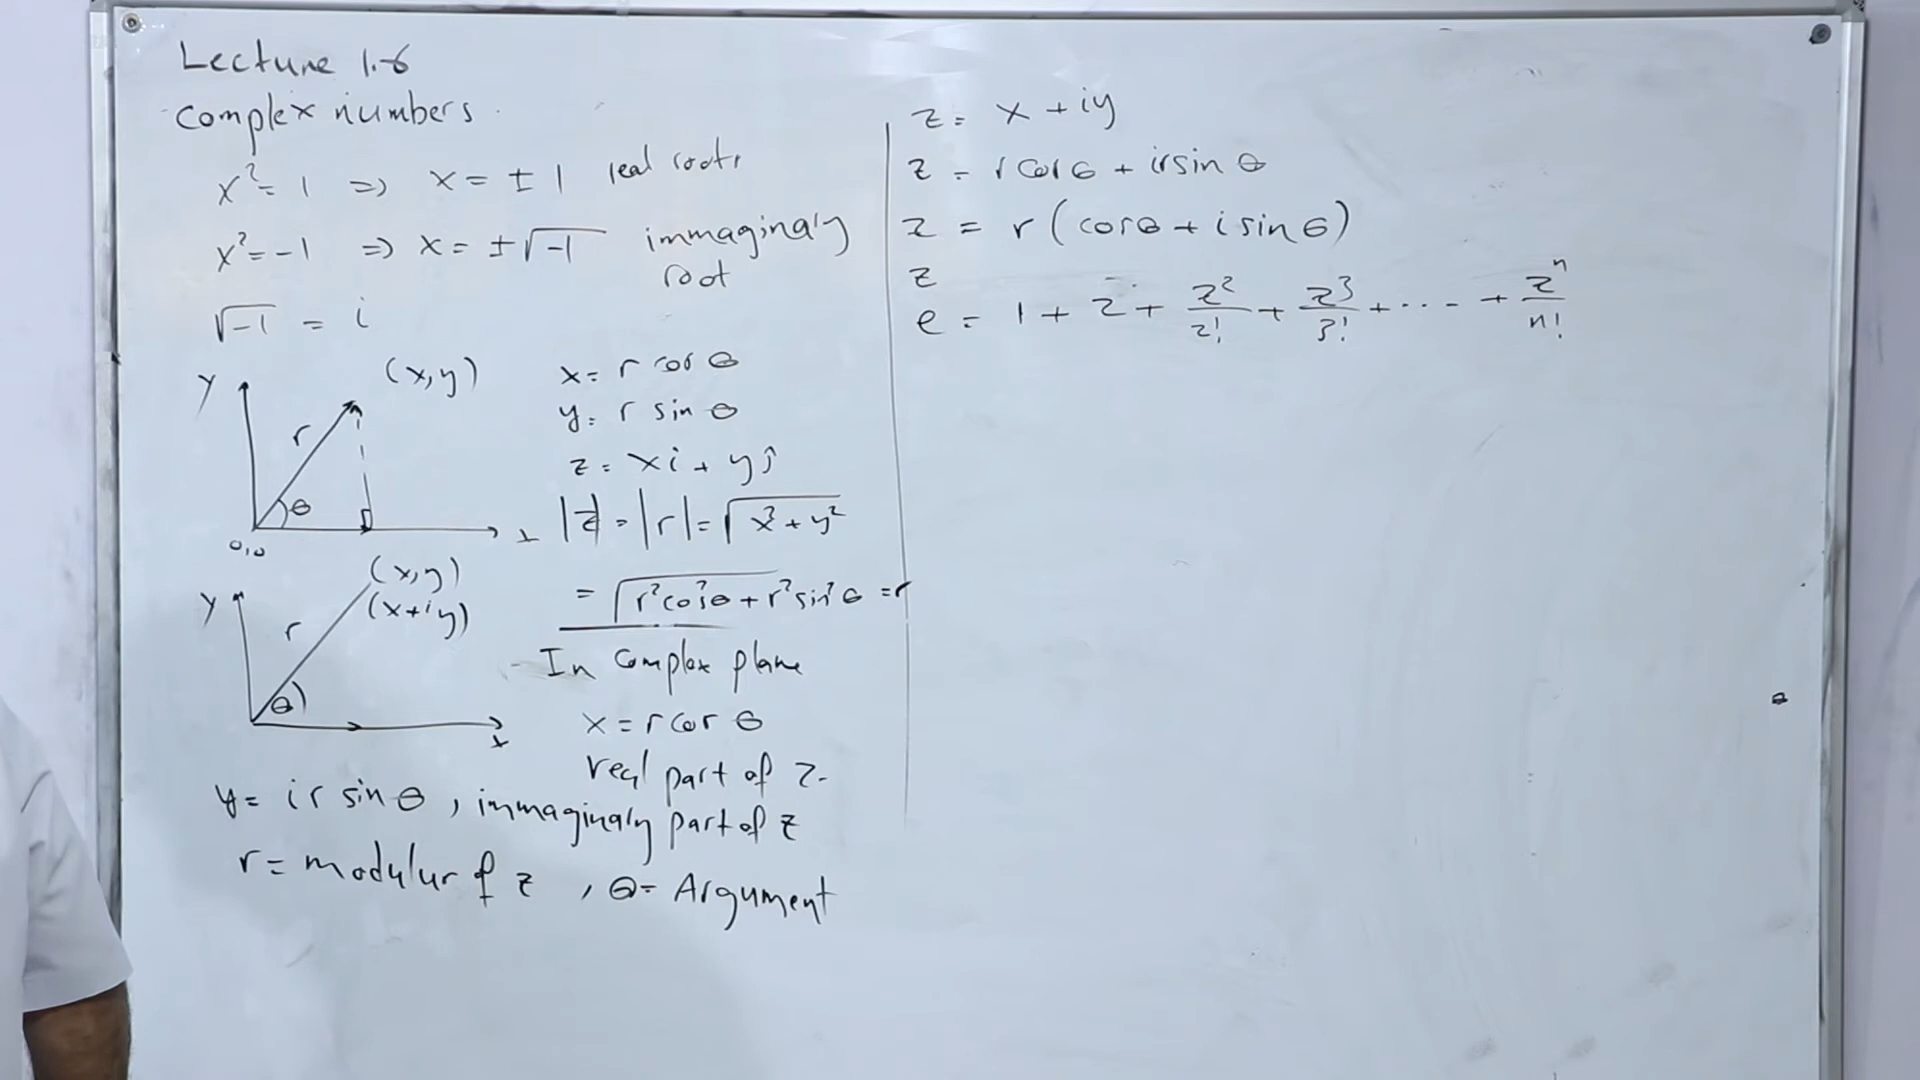 Lecture 1.6
Complex numbers
x² = 1 => x = ± 1 real roots
x² = -1 => x = ±√-1 immaginary
root
√-1 = i
y (x,y)
r
θ
0,0 x
x = r cos θ
y = r sin θ
z = xi + yj
|z| = |r| = √x² + y²
= √r²cos²θ + r²sin²θ = r
y (x,y)
(x+iy)
r
θ
x
In Complex plane
x = r cos θ
real part of z.
y = i r sin θ, immaginary part of z
r = modulus of z , θ = Argument
z = x + iy
z = r cos θ + i r sin θ
z = r (cos θ + i sin θ)
e^z = 1 + z + z²/2! + z³/3! + .... + zⁿ/n!